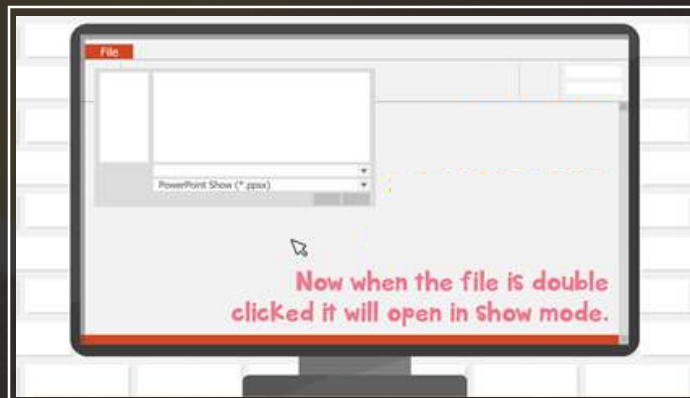 File
PowerPoint Show (*.ppsx)
Now when the file is double
clicked it will open in show mode.